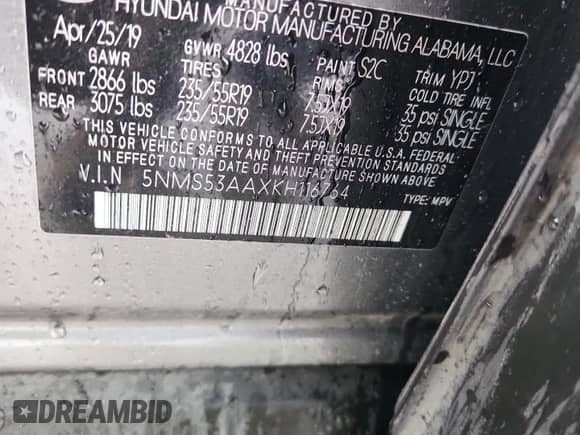 MANUFACTURED BY
HYUNDAI MOTOR MANUFACTURING ALABAMA, LLC
Apr/25/19 GVWR 4828 lbs PAINT S2C TRIM YPJ
GAWR TIRES RIMS COLD TIRE INFL
FRONT 2866 lbs 235/55R19 7.5JX19 35 psi SINGLE
REAR 3075 lbs 235/55R19 7.5JX19 35 psi SINGLE
THIS VEHICLE CONFORMS TO ALL APPLICABLE U.S.A. FEDERAL
MOTOR VEHICLE SAFETY AND THEFT PREVENTION STANDARDS
IN EFFECT ON THE DATE OF MANUFACTURE SHOWN ABOVE.
V.I.N 5NMS53AAXKH116764 TYPE: MPV
DREAMBID